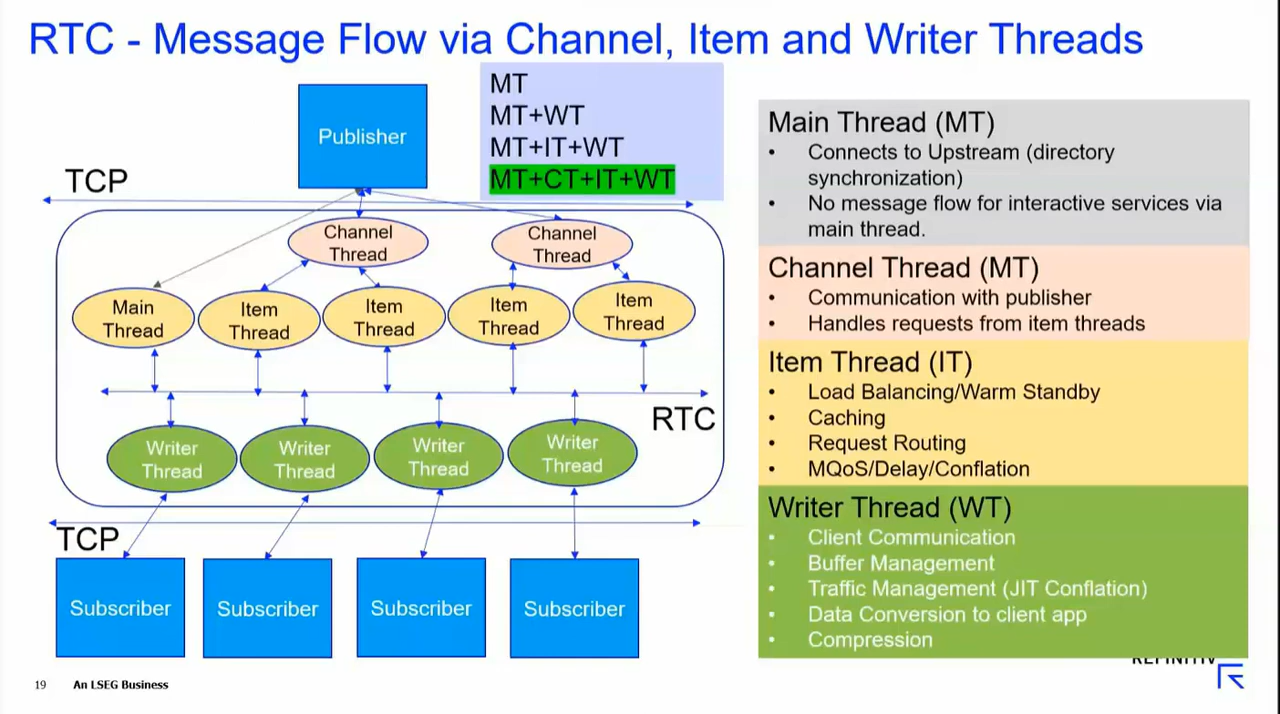 RTC - Message Flow via Channel, Item and Writer Threads
MT
MT+WT
MT+IT+WT
MT+CT+IT+WT
Publisher
TCP
Channel
Thread
Channel
Thread
Main
Thread
Item
Thread
Item
Thread
Item
Thread
Item
Thread
RTC
Writer
Thread
Writer
Thread
Writer
Thread
Writer
Thread
TCP
Subscriber
Subscriber
Subscriber
Subscriber
Main Thread (MT)
• Connects to Upstream (directory
synchronization)
• No message flow for interactive services via
main thread.
Channel Thread (MT)
• Communication with publisher
• Handles requests from item threads
Item Thread (IT)
• Load Balancing/Warm Standby
• Caching
• Request Routing
• MQoS/Delay/Conflation
Writer Thread (WT)
• Client Communication
• Buffer Management
• Traffic Management (JIT Conflation)
• Data Conversion to client app
• Compression
REFINITIV
19 An LSEG Business